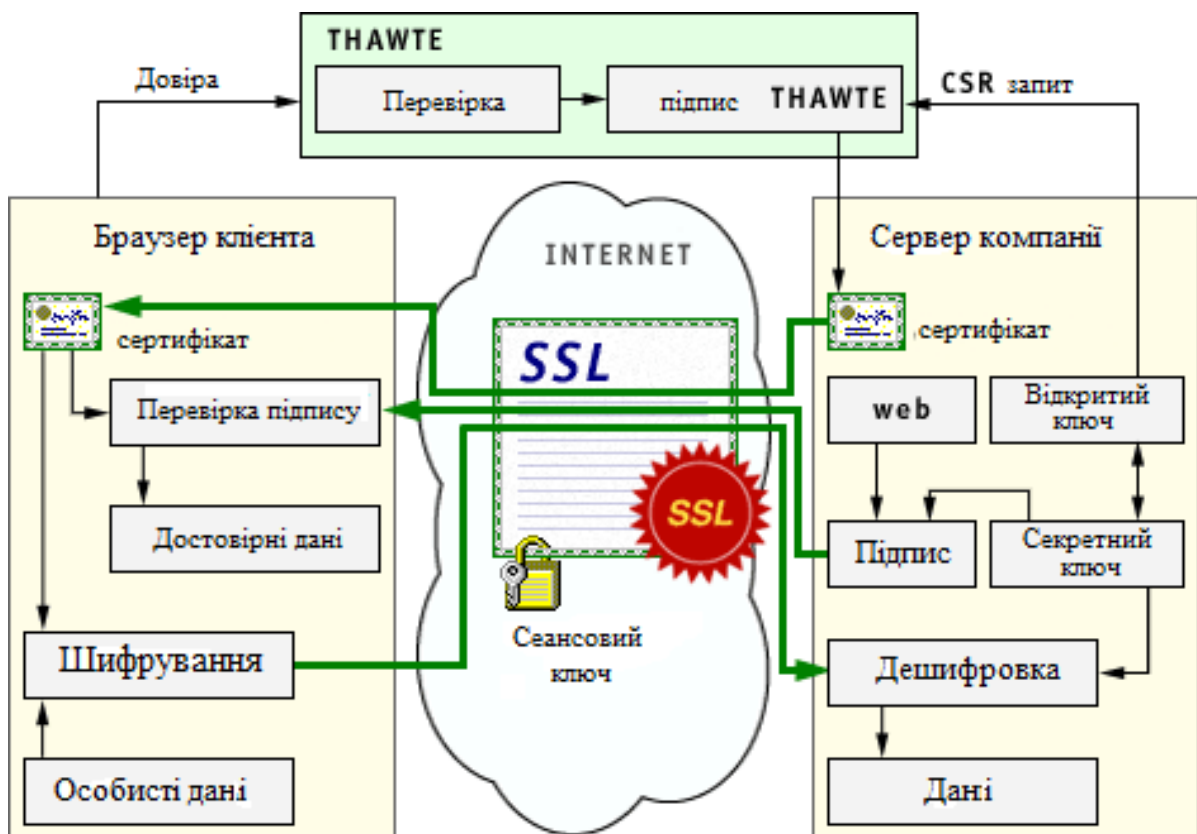 THAWTE
Довіра
Перевірка
підпис THAWTE
CSR запит
Браузер клієнта
INTERNET
Сервер компанії
сертифікат
SSL
сертифікат
Перевірка підпису
web
Відкритий
ключ
Достовірні дані
SSL
Підпис
Секретний
ключ
Сеансовий
ключ
Шифрування
Дешифровка
Особисті дані
Дані